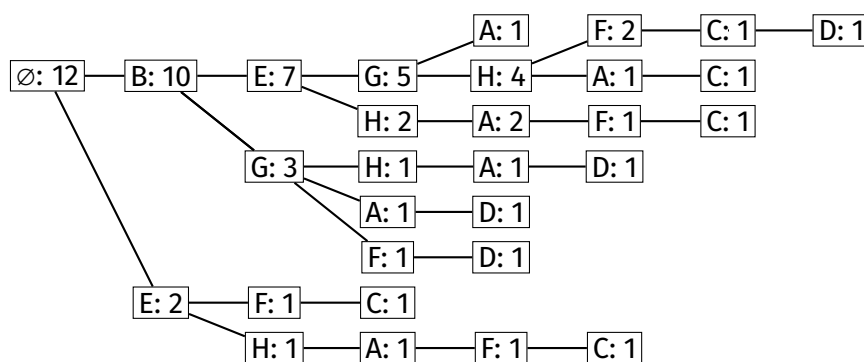 A: 1 F: 2 C: 1 D: 1
∅: 12 B: 10 E: 7 G: 5 H: 4 A: 1 C: 1
H: 2 A: 2 F: 1 C: 1
G: 3 H: 1 A: 1 D: 1
A: 1 D: 1
F: 1 D: 1
E: 2 F: 1 C: 1
H: 1 A: 1 F: 1 C: 1